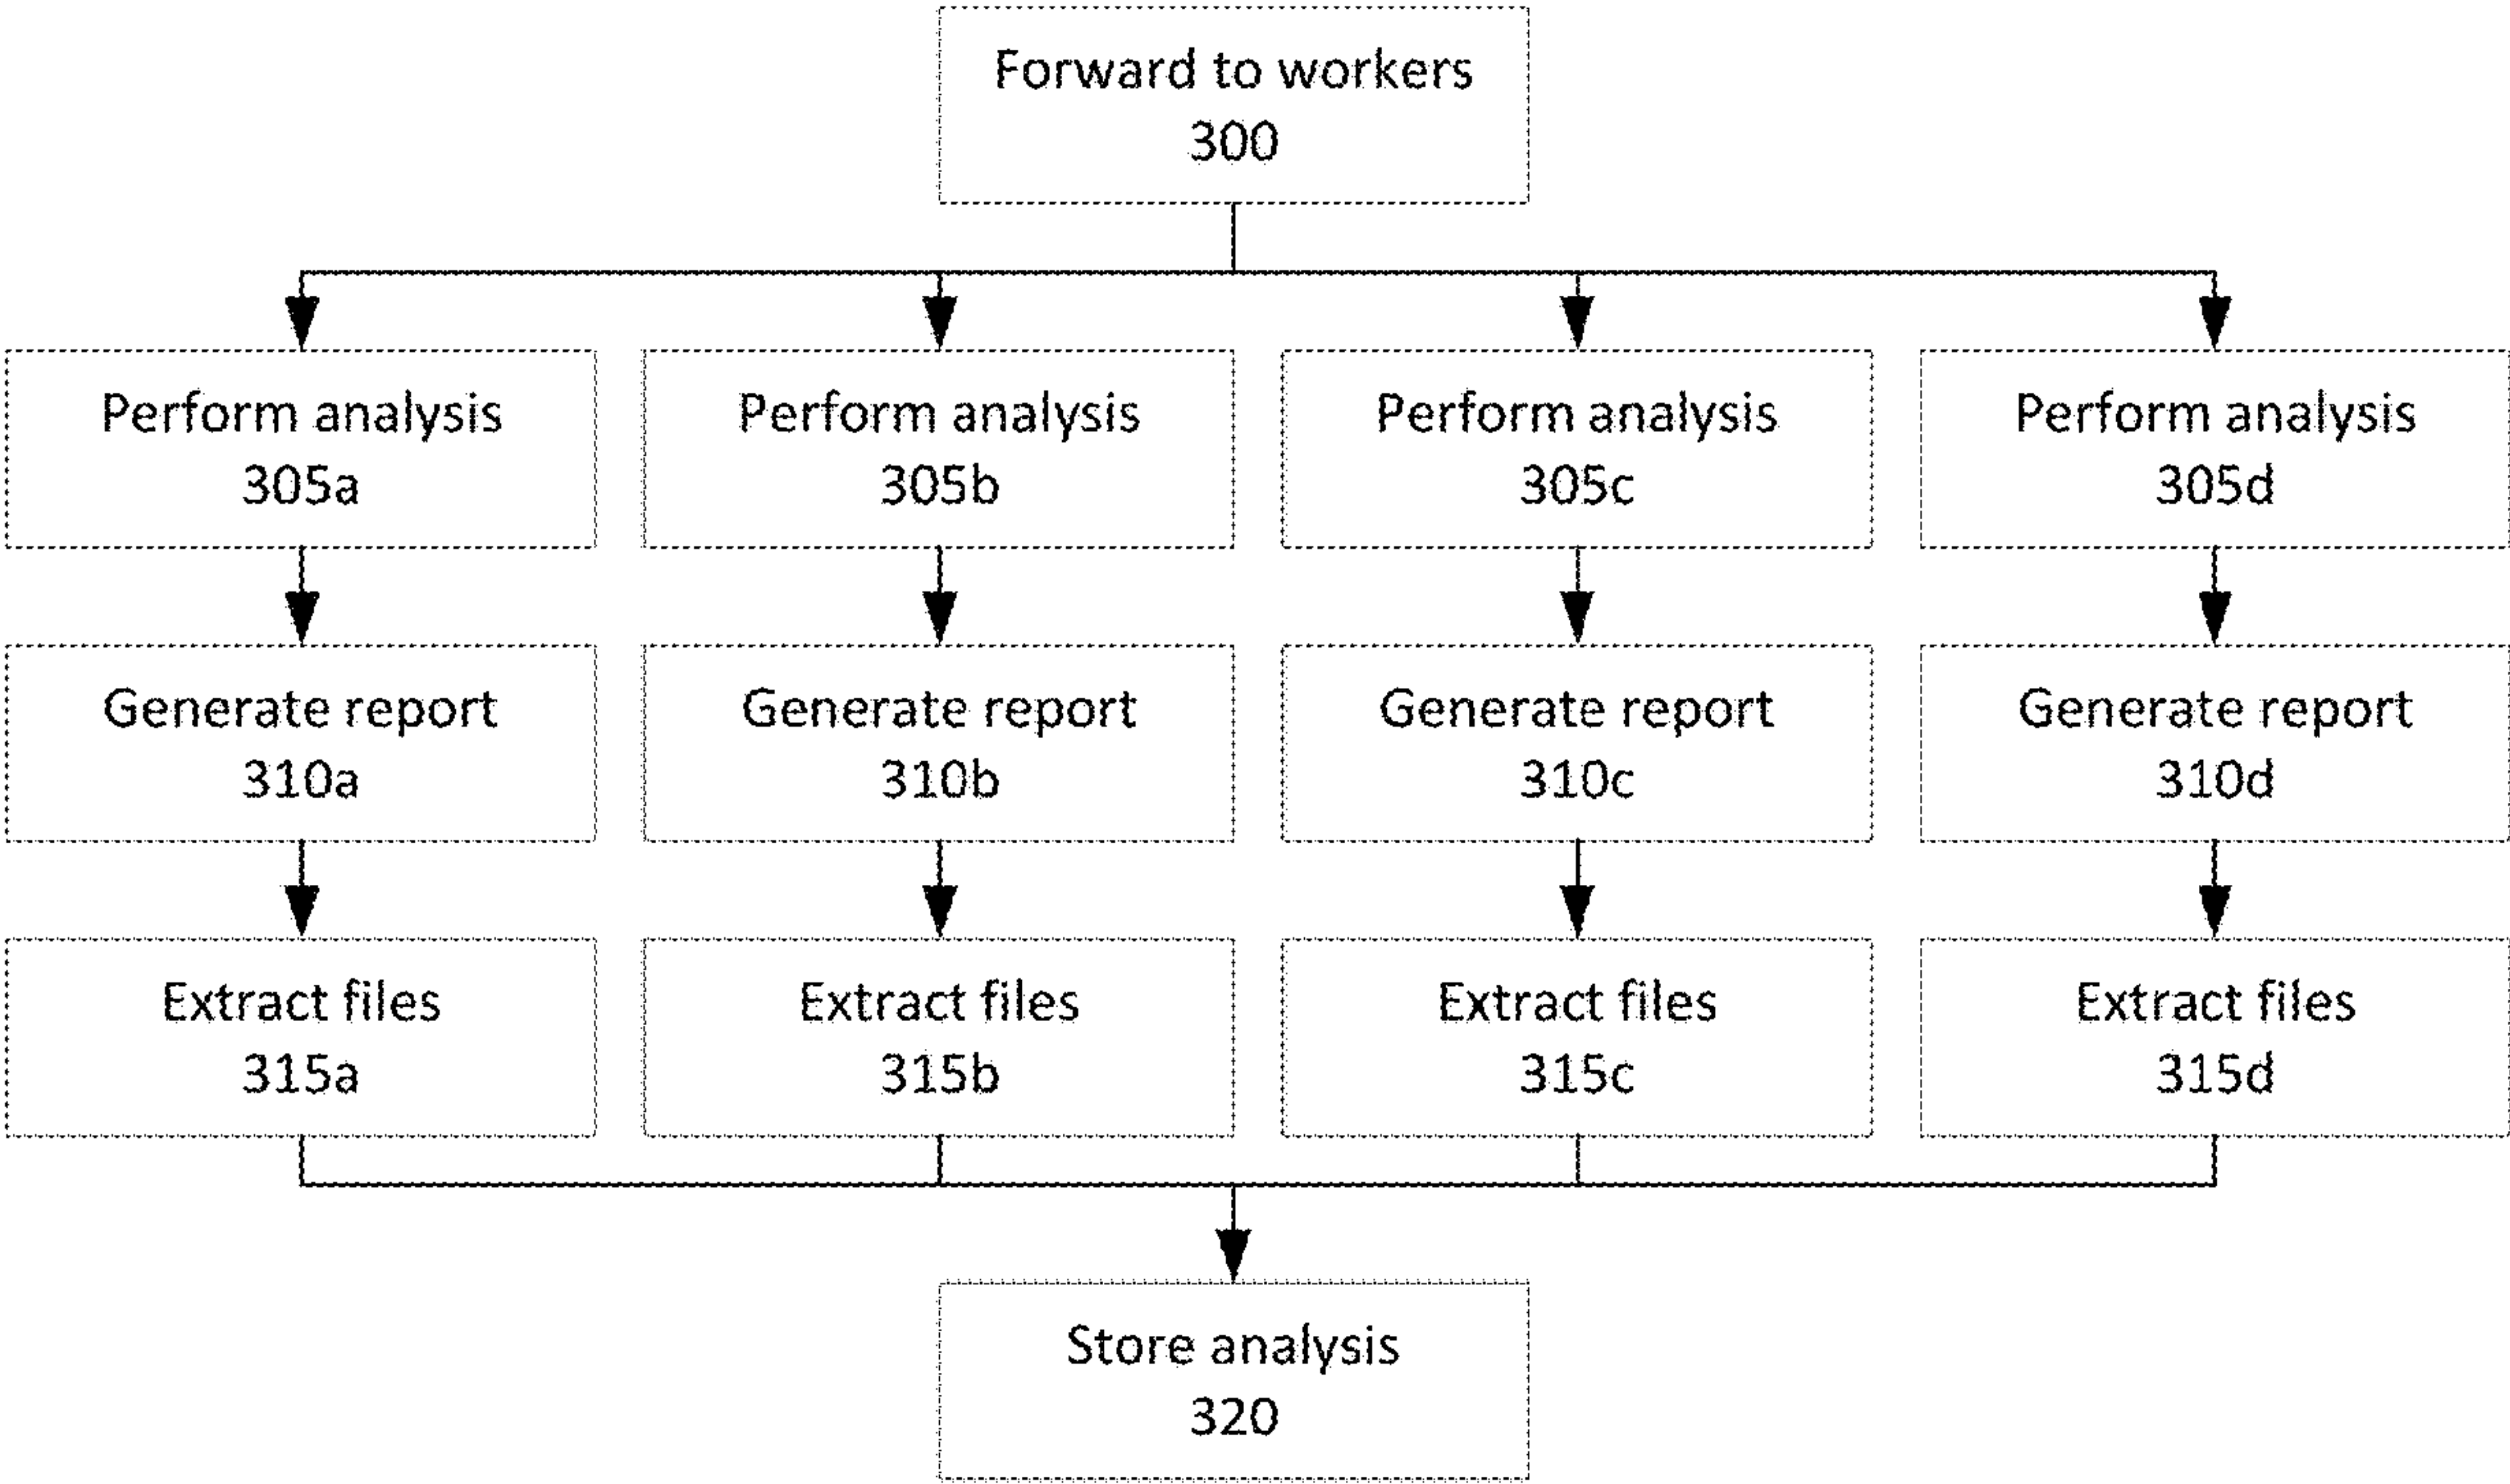 Forward to workers
300
Perform analysis
305a
Perform analysis
305b
Perform analysis
305c
Perform analysis
305d
Generate report
310a
Generate report
310b
Generate report
310c
Generate report
310d
Extract files
315a
Extract files
315b
Extract files
315c
Extract files
315d
Store analysis
320